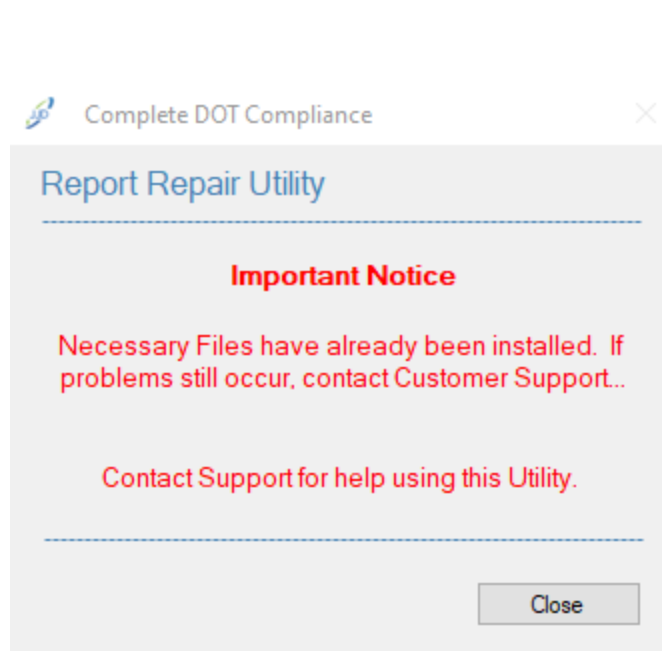 Complete DOT Compliance
Report Repair Utility
Important Notice
Necessary Files have already been installed.  If
problems still occur, contact Customer Support...
Contact Support for help using this Utility.
Close